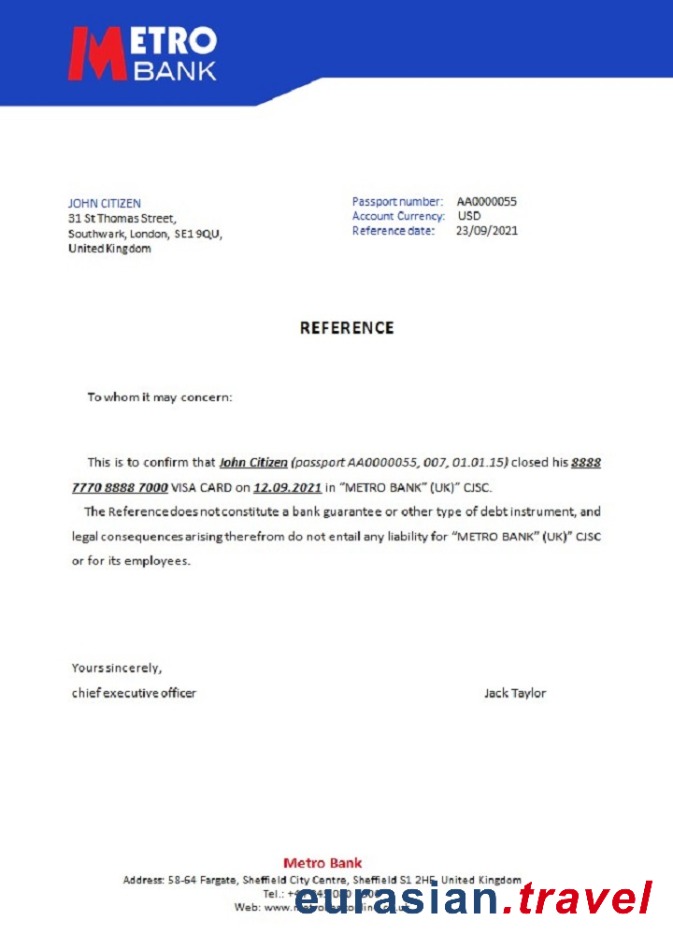 METRO
BANK
JOHN CITIZEN
31 St Thomas Street,
Southwark, London, SE1 9QU,
United Kingdom
Passport number: AA0000055
Account Currency: USD
Reference date: 23/09/2021
REFERENCE
To whom it may concern:
This is to confirm that John Citizen (passport AA0000055, 007, 01.01.15) closed his 8888
7770 8888 7000 VISA CARD on 12.09.2021 in "METRO BANK" (UK)" CJSC.
The Reference does not constitute a bank guarantee or other type of debt instrument, and
legal consequences arising therefrom do not entail any liability for "METRO BANK" (UK)" CJSC
or for its employees.
Yours sincerely,
chief executive officer Jack Taylor
Metro Bank
Address: 58-64 Fargate, Sheffield City Centre, Sheffield S1 2HE, United Kingdom
Tel.:
Web:
eurasian.travel